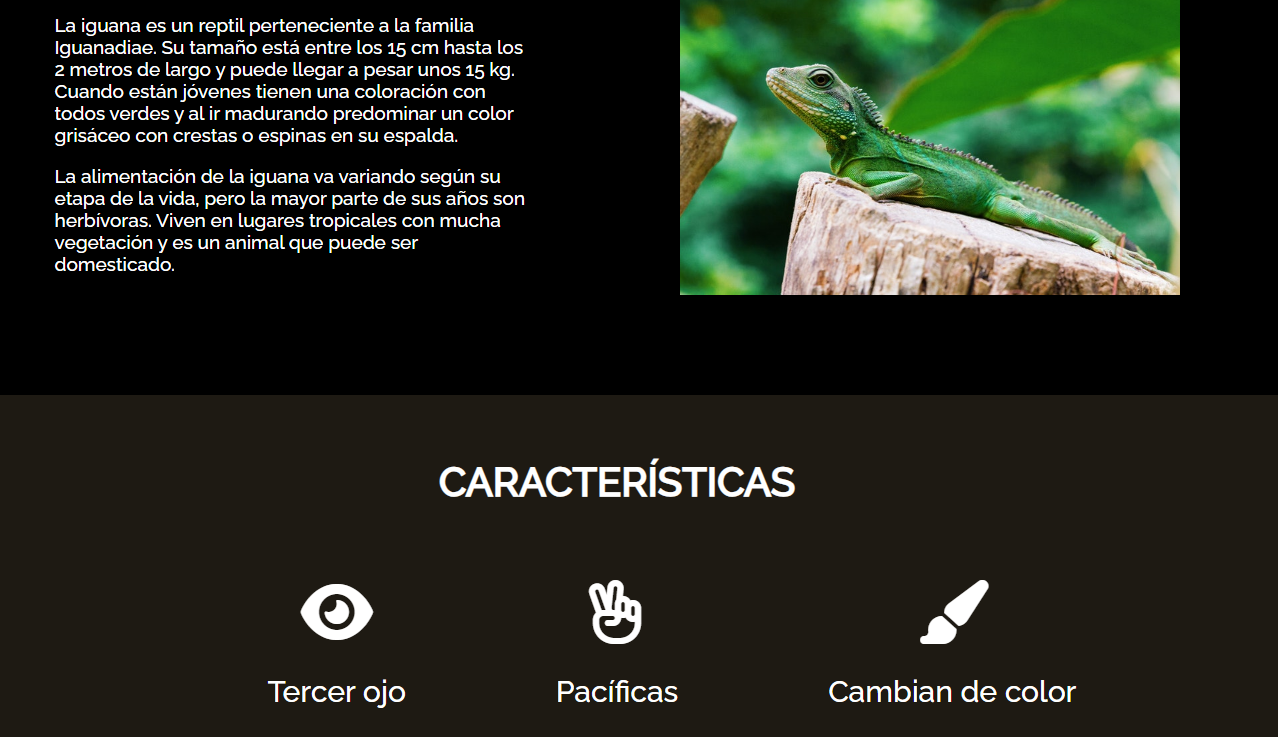 La iguana es un reptil perteneciente a la familia
Iguanadiae. Su tamaño está entre los 15 cm hasta los
2 metros de largo y puede llegar a pesar unos 15 kg.
Cuando están jóvenes tienen una coloración con
todos verdes y al ir madurando predominar un color
grisáceo con crestas o espinas en su espalda.
La alimentación de la iguana va variando según su
etapa de la vida, pero la mayor parte de sus años son
herbívoras. Viven en lugares tropicales con mucha
vegetación y es un animal que puede ser
domesticado.
CARACTERÍSTICAS
Tercer ojo
Pacíficas
Cambian de color